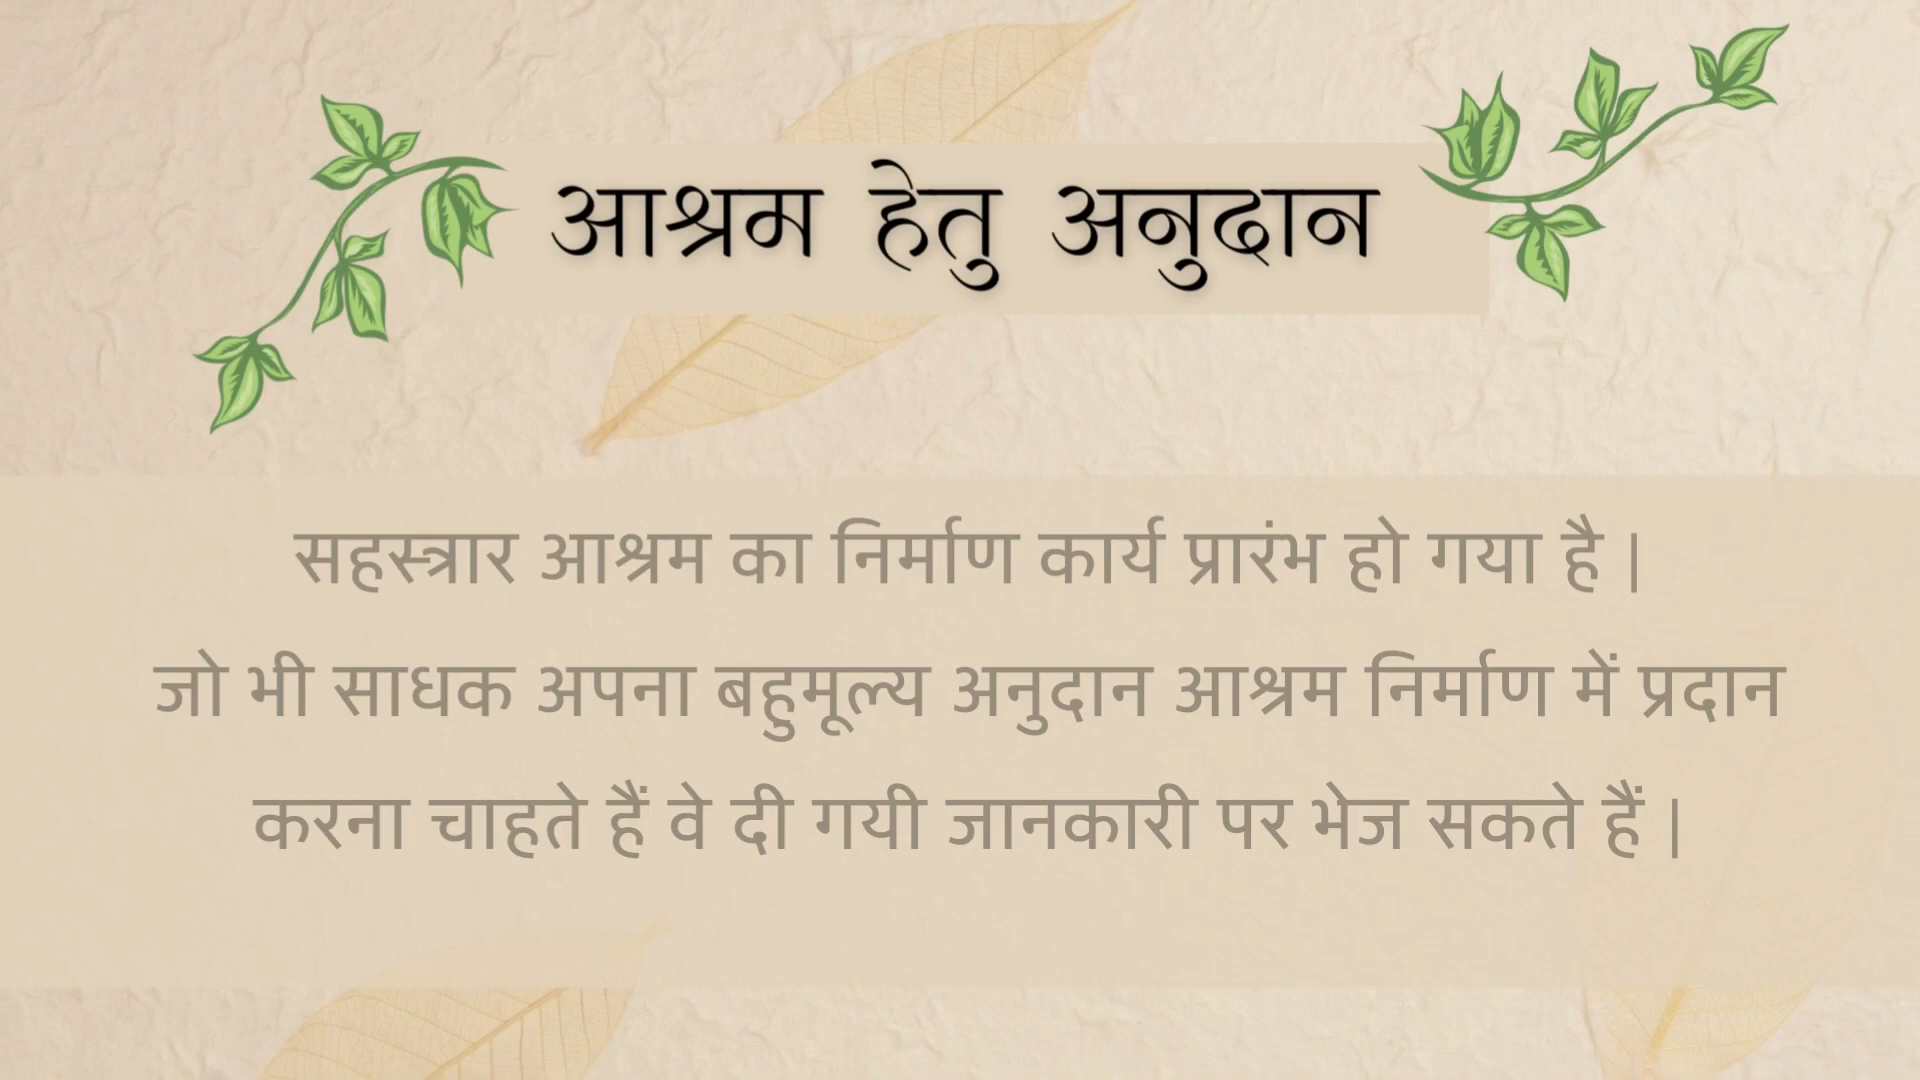 आश्रम हेतु अनुदान
सहस्त्रार आश्रम का निर्माण कार्य प्रारंभ हो गया है |
जो भी साधक अपना बहुमूल्य अनुदान आश्रम निर्माण में प्रदान
करना चाहते हैं वे दी गयी जानकारी पर भेज सकते हैं |